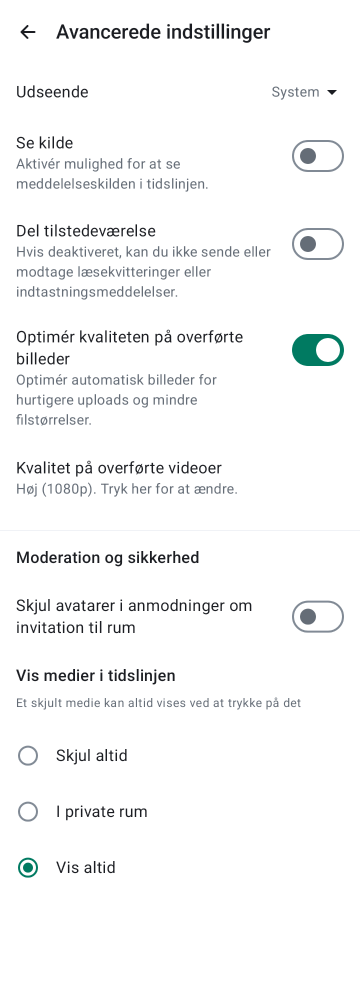 Avancerede indstillinger
Udseende
System
Se kilde
Aktivér mulighed for at se
meddelelseskilden i tidslinjen.
Del tilstedeværelse
Hvis deaktiveret, kan du ikke sende eller
modtage læsekvitteringer eller
indtastningsmeddelelser.
Optimér kvaliteten på overførte
billeder
Optimér automatisk billeder for
hurtigere uploads og mindre
filstørrelser.
Kvalitet på overførte videoer
Høj (1080p). Tryk her for at ændre.
Moderation og sikkerhed
Skjul avatarer i anmodninger om
invitation til rum
Vis medier i tidslinjen
Et skjult medie kan altid vises ved at trykke på det
Skjul altid
I private rum
Vis altid